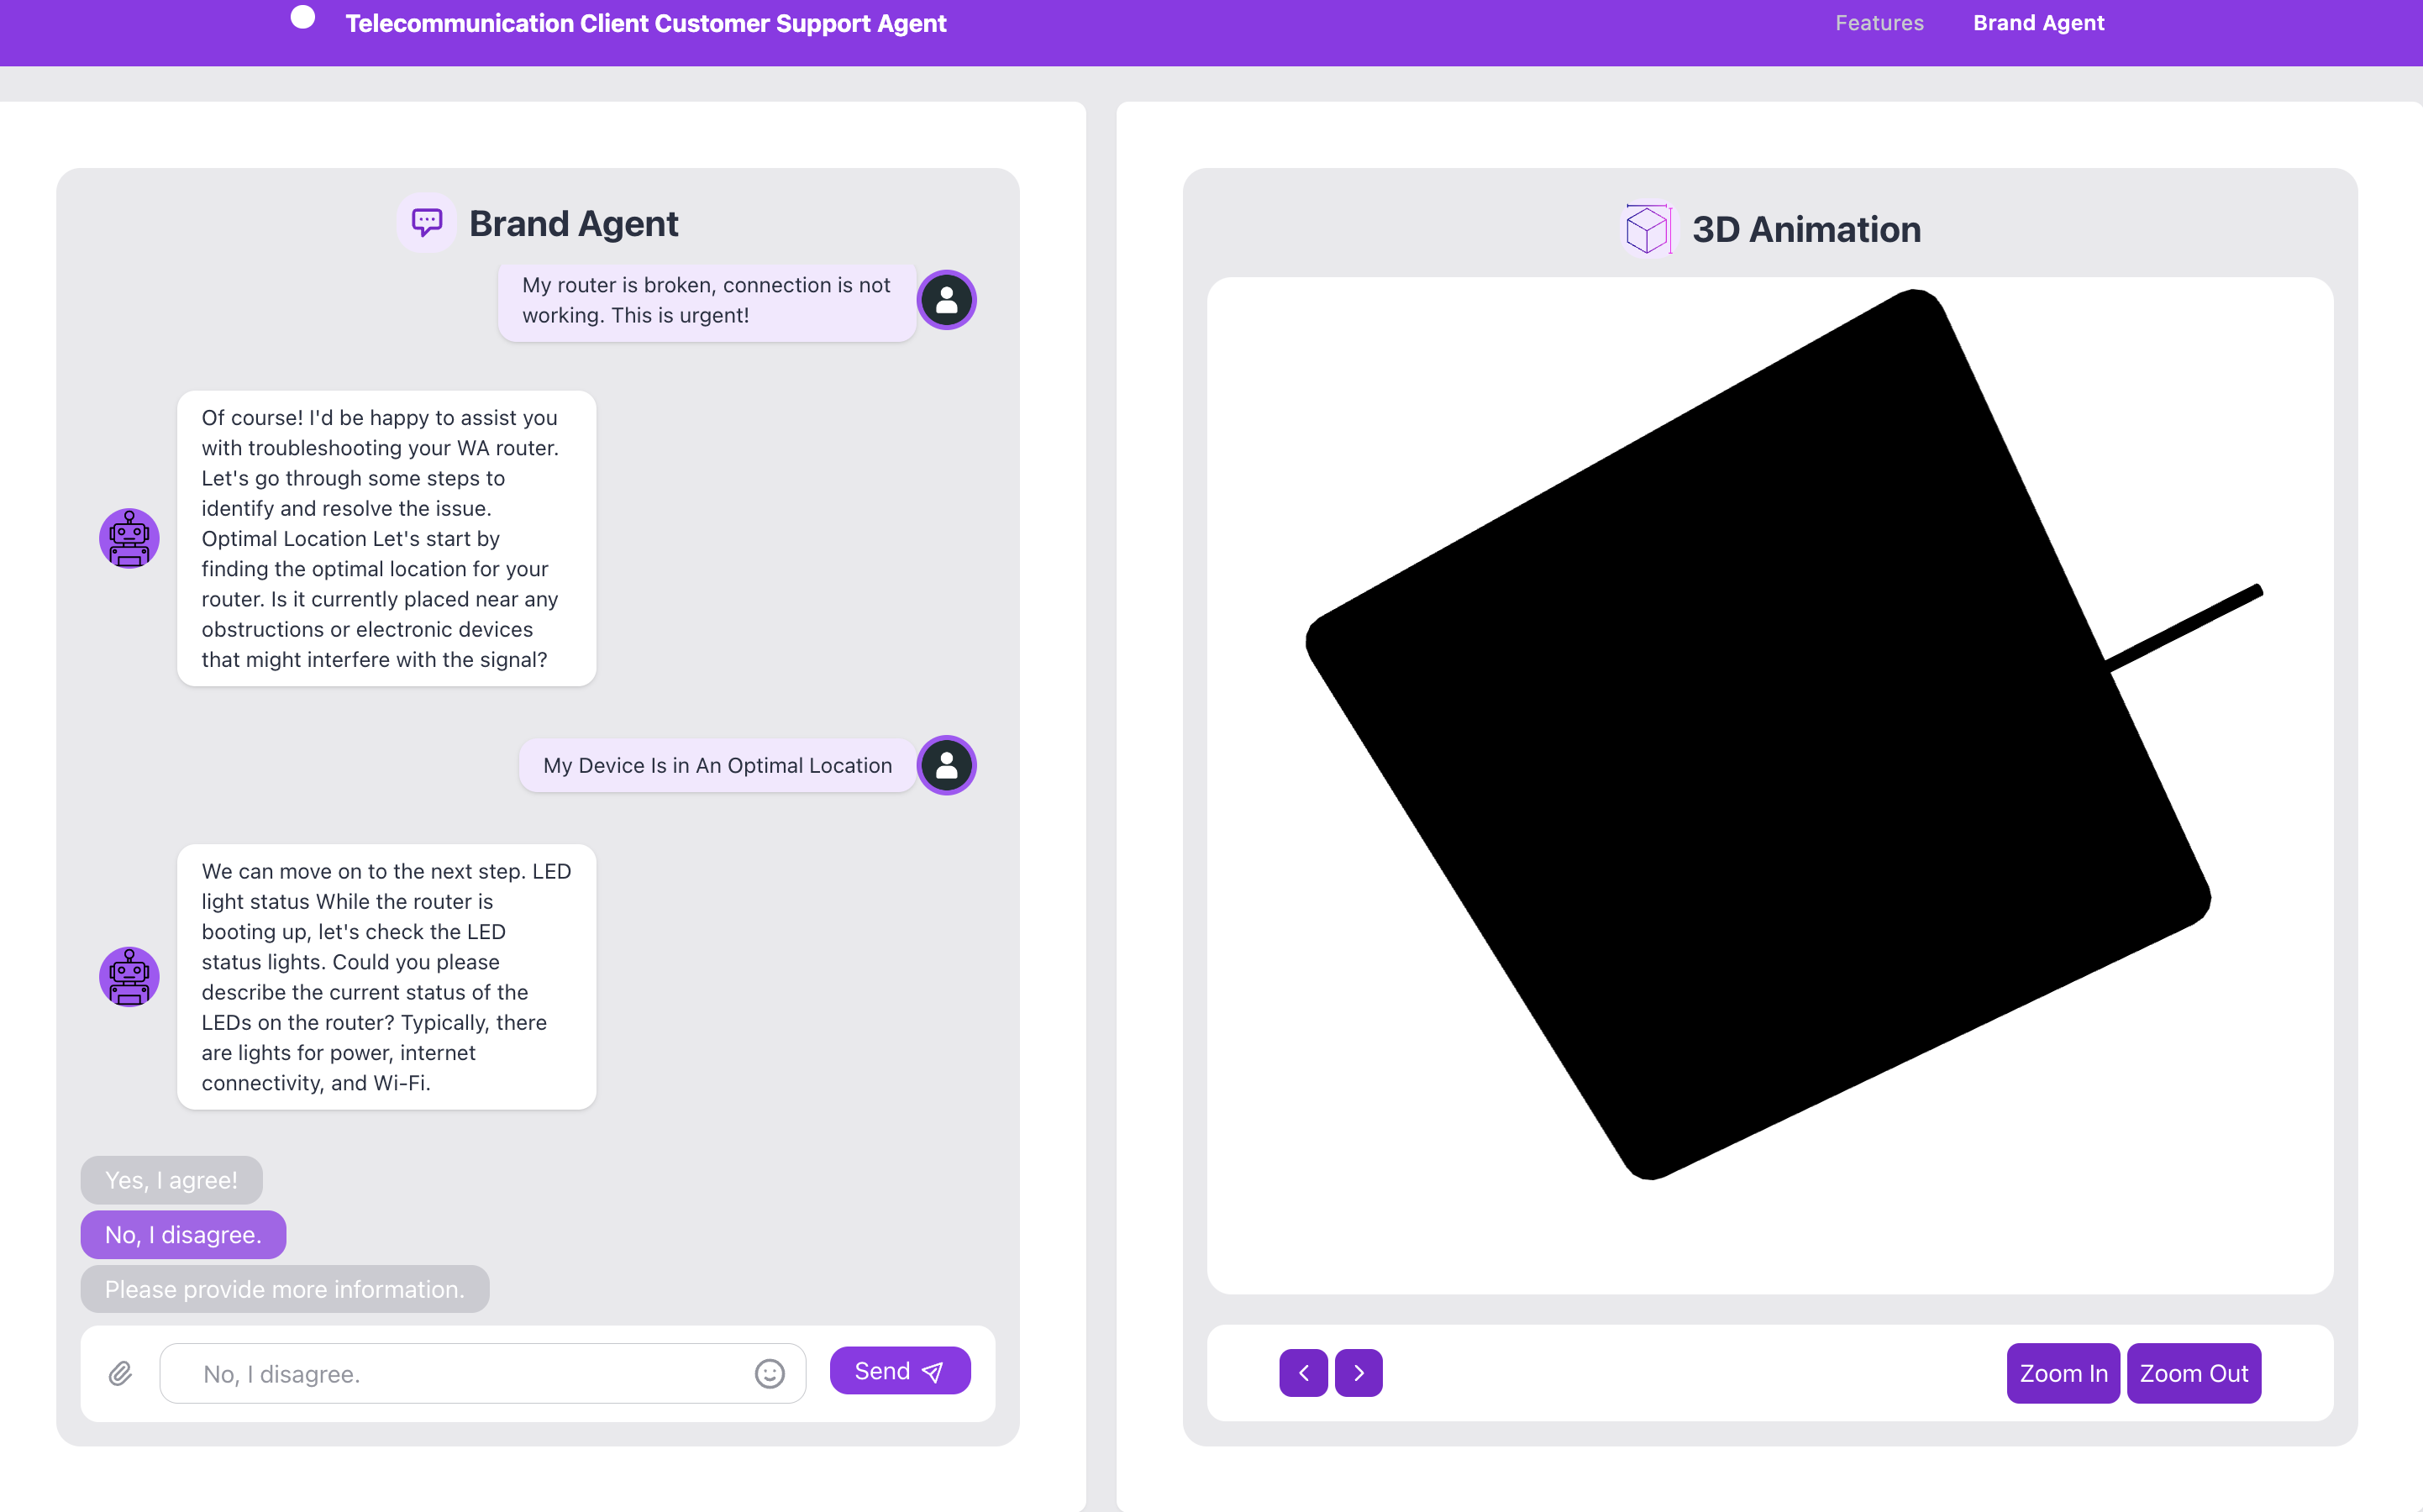 Telecommunication Client Customer Support Agent
Features
Brand Agent
Brand Agent
My router is broken, connection is not
working. This is urgent!
Of course! I'd be happy to assist you
with troubleshooting your WA router.
Let's go through some steps to
identify and resolve the issue.
Optimal Location Let's start by
finding the optimal location for your
router. Is it currently placed near any
obstructions or electronic devices
that might interfere with the signal?
My Device Is in An Optimal Location
We can move on to the next step. LED
light status While the router is
booting up, let's check the LED
status lights. Could you please
describe the current status of the
LEDs on the router? Typically, there
are lights for power, internet
connectivity, and Wi-Fi.
Yes, I agree!
No, I disagree.
Please provide more information.
No, I disagree.
Send
3D Animation
Zoom In
Zoom Out